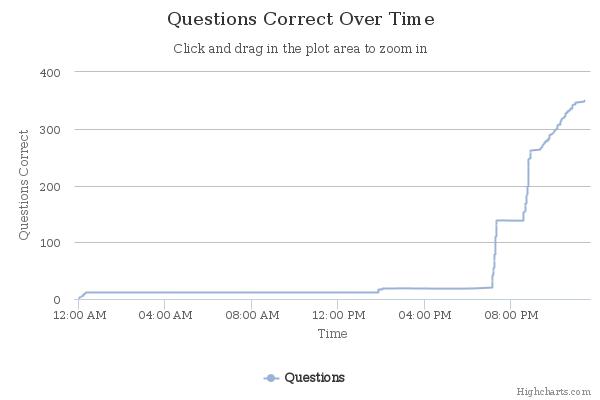 Questions Correct Over Time
Click and drag in the plot area to zoom in
400
300
200
100
0
Questions Correct
12:00 AM 04:00 AM 08:00 AM 12:00 PM 04:00 PM 08:00 PM
Time
Questions
Highcharts.com